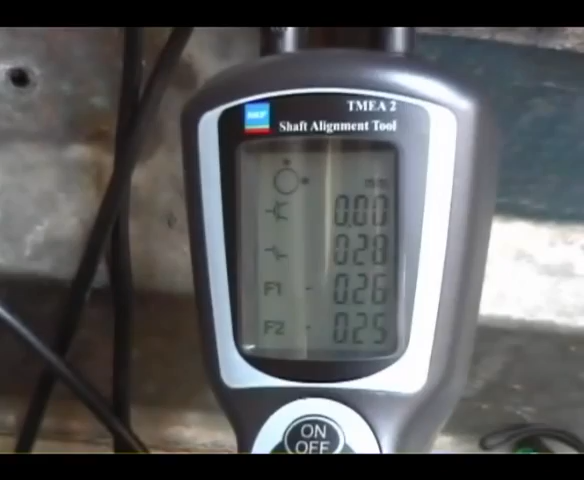 TMEA 2
SKF
Shaft Alignment Tool
mm
0.00
0.28
F1 - 0.26
F2 - 0.25
ON
OFF